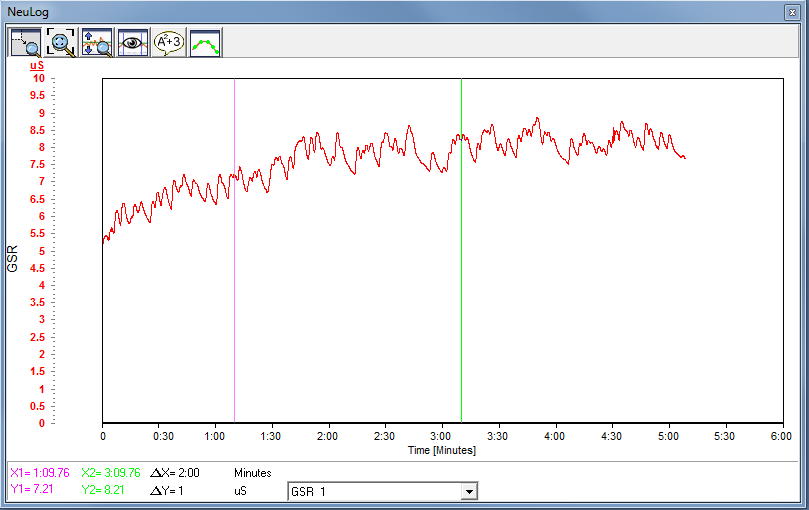 NeuLog
A²+3
uS
10
9.5
9
8.5
8
7.5
7
6.5
6
5.5
5
4.5
4
3.5
3
2.5
2
1.5
1
0.5
0
GSR
0 0:30 1:00 1:30 2:00 2:30 3:00 3:30 4:00 4:30 5:00 5:30 6:00
Time [Minutes]
X1= 1:09.76 X2= 3:09.76 ΔX= 2:00 Minutes
Y1= 7.21 Y2= 8.21 ΔY= 1 uS GSR 1